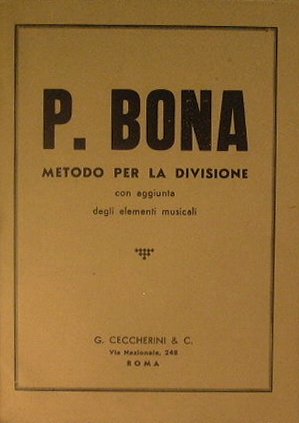 P. BONA
METODO PER LA DIVISIONE
con aggiunta
degli elementi musicali
G. CECCHERINI & C.
Via Nazionale, 248
ROMA